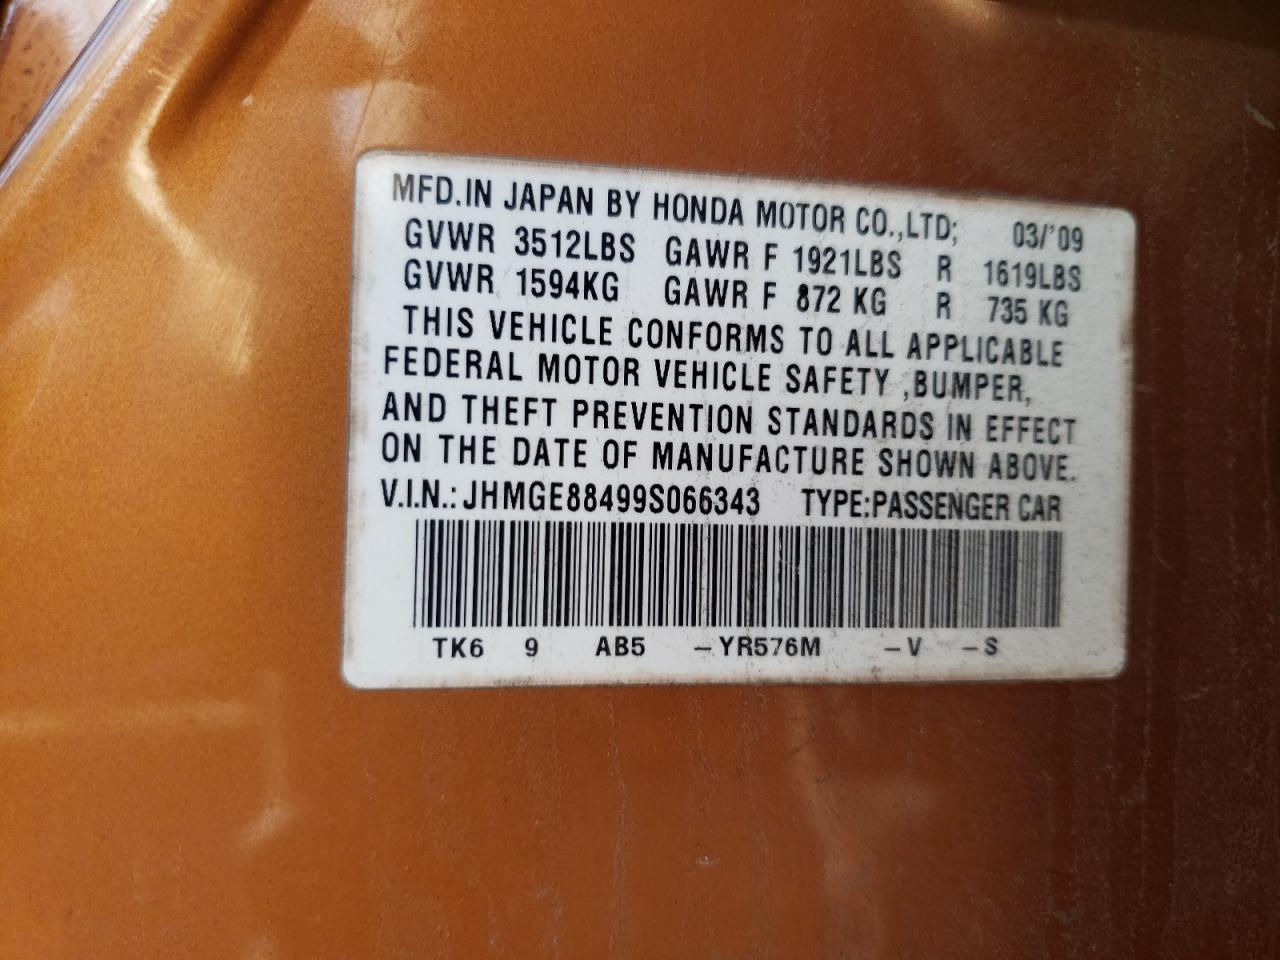 MFD.IN JAPAN BY HONDA MOTOR CO.,LTD; 03/'09
GVWR 3512LBS GAWR F 1921LBS R 1619LBS
GVWR 1594KG GAWR F 872 KG R 735 KG
THIS VEHICLE CONFORMS TO ALL APPLICABLE
FEDERAL MOTOR VEHICLE SAFETY ,BUMPER,
AND THEFT PREVENTION STANDARDS IN EFFECT
ON THE DATE OF MANUFACTURE SHOWN ABOVE.
V.I.N.: JHMGE88499S066343 TYPE:PASSENGER CAR
TK6 9 AB5 -YR576M -V -S